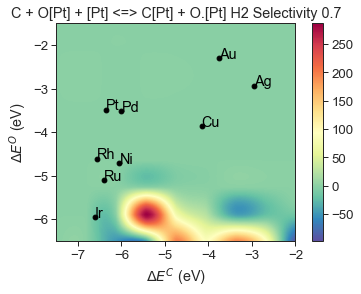 C + O[Pt] + [Pt] <=> C[Pt] + O.[Pt] H2 Selectivity 0.7
−2
−3
−4
−5
−6
ΔE^O (eV)
Au
Ag
Pt
Pd
Cu
Rh
Ni
Ru
Ir
−7
−6
−5
−4
−3
−2
ΔE^C (eV)
250
200
150
100
50
0
−50